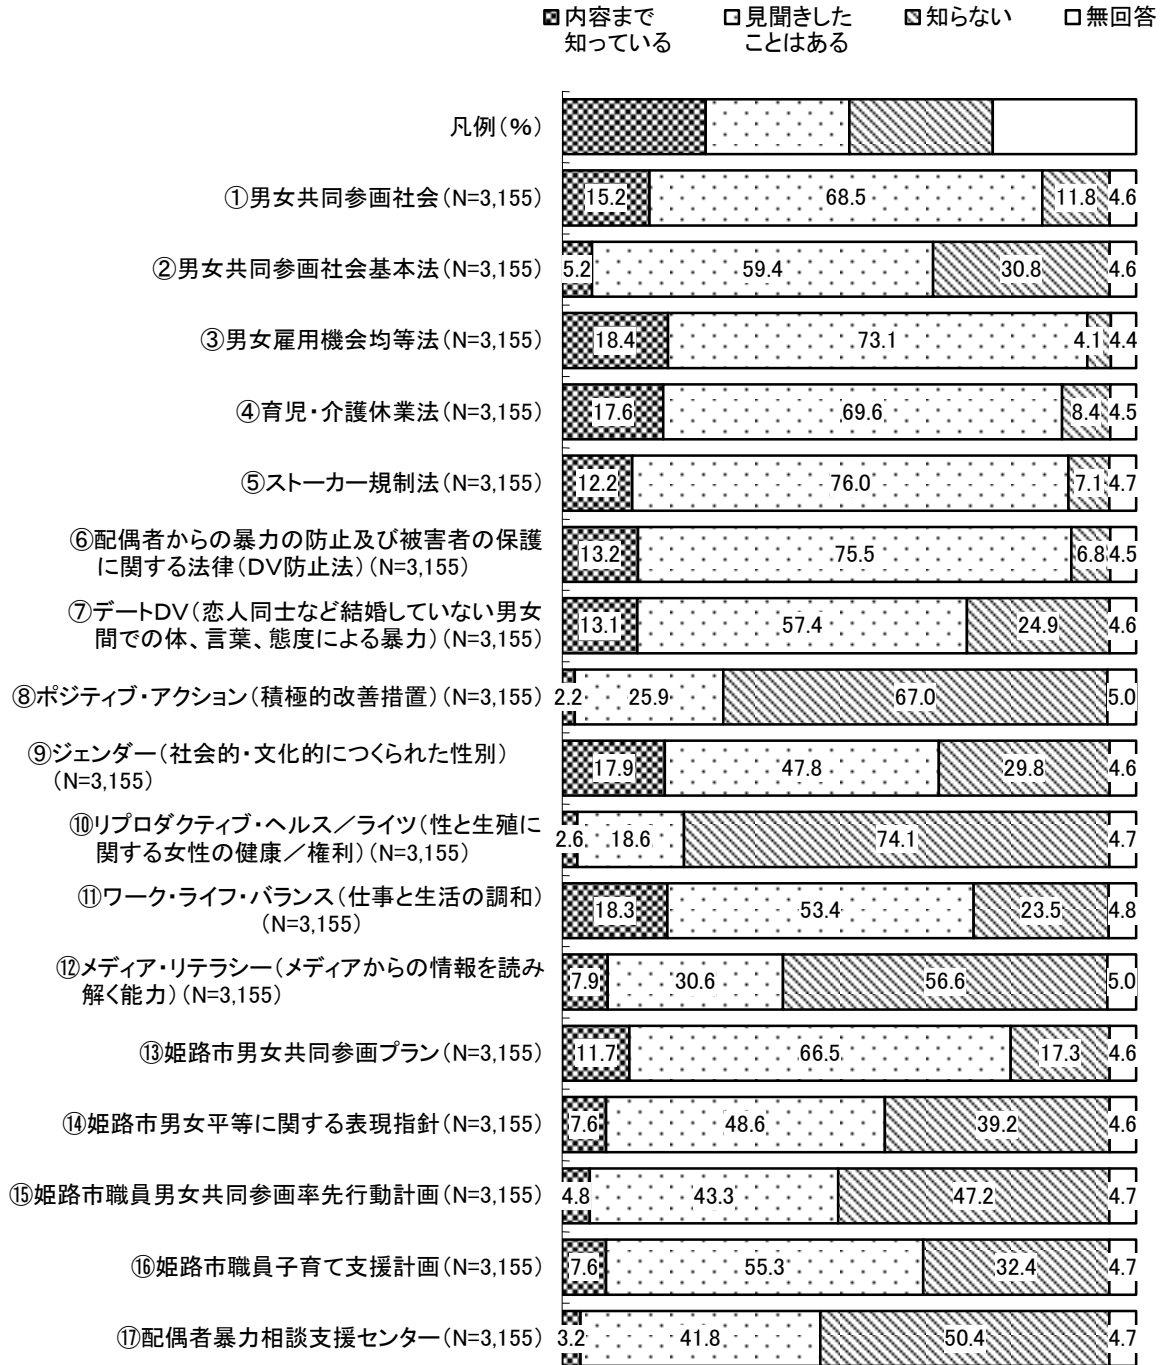 内容まで 見聞きした 知らない 無回答
知っている ことはある
凡例(%)
①男女共同参画社会(N=3,155) 15.2 68.5 11.8 4.6
②男女共同参画社会基本法(N=3,155) 5.2 59.4 30.8 4.6
③男女雇用機会均等法(N=3,155) 18.4 73.1 4.1 4.4
④育児・介護休業法(N=3,155) 17.6 69.6 8.4 4.5
⑤ストーカー規制法(N=3,155) 12.2 76.0 7.1 4.7
⑥配偶者からの暴力の防止及び被害者の保護
に関する法律(DV防止法)(N=3,155) 13.2 75.5 6.8 4.5
⑦デートDV(恋人同士など結婚していない男女
間での体、言葉、態度による暴力)(N=3,155) 13.1 57.4 24.9 4.6
⑧ポジティブ・アクション(積極的改善措置)(N=3,155) 2.2 25.9 67.0 5.0
⑨ジェンダー(社会的・文化的につくられた性別)
(N=3,155) 17.9 47.8 29.8 4.6
⑩リプロダクティブ・ヘルス/ライツ(性と生殖に
関する女性の健康/権利)(N=3,155) 2.6 18.6 74.1 4.7
⑪ワーク・ライフ・バランス(仕事と生活の調和)
(N=3,155) 18.3 53.4 23.5 4.8
⑫メディア・リテラシー(メディアからの情報を読み
解く能力)(N=3,155) 7.9 30.6 56.6 5.0
⑬姫路市男女共同参画プラン(N=3,155) 11.7 66.5 17.3 4.6
⑭姫路市男女平等に関する表現指針(N=3,155) 7.6 48.6 39.2 4.6
⑮姫路市職員男女共同参画率先行動計画(N=3,155) 4.8 43.3 47.2 4.7
⑯姫路市職員子育て支援計画(N=3,155) 7.6 55.3 32.4 4.7
⑰配偶者暴力相談支援センター(N=3,155) 3.2 41.8 50.4 4.7